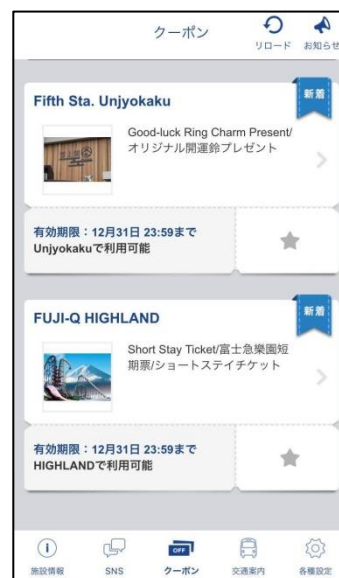 クーポン
リロード
お知らせ
新着
Fifth Sta. Unjyokaku
Good-luck Ring Charm Present/
オリジナル開運鈴プレゼント
有効期限:12月31日 23:59まで
Unjyokakuで利用可能
新着
FUJI-Q HIGHLAND
Short Stay Ticket/富士急樂園短
期票/ショートステイチケット
有効期限:12月31日 23:59まで
HIGHLANDで利用可能
OFF
施設情報
SNS
クーポン
交通案内
各種設定